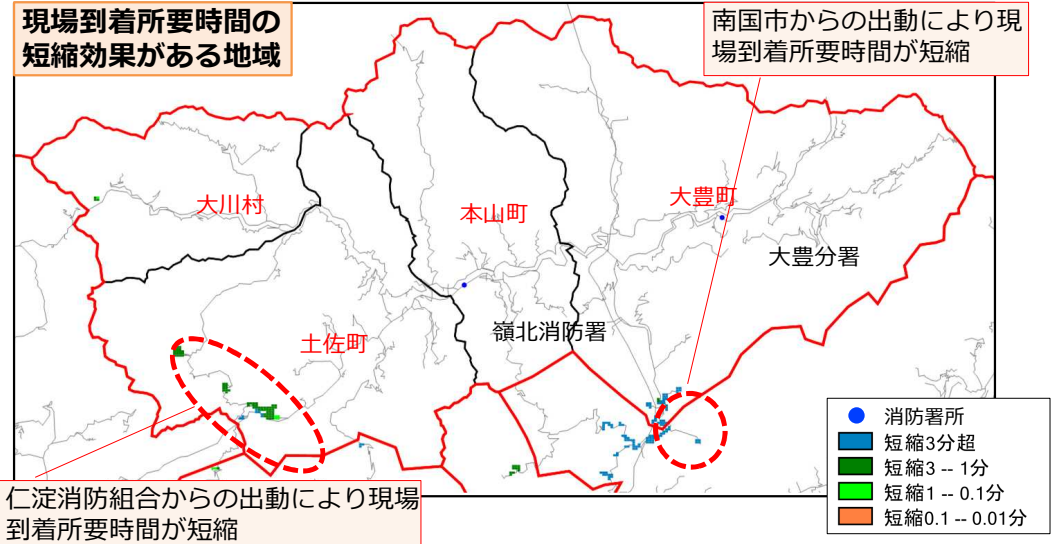 現場到着所要時間の
短縮効果がある地域
南国市からの出動により現
場到着所要時間が短縮
大川村
本山町
大豊町
大豊分署
土佐町
嶺北消防署
消防署所
短縮3分超
短縮3 -- 1分
短縮1 -- 0.1分
短縮0.1 -- 0.01分
仁淀消防組合からの出動により現場
到着所要時間が短縮